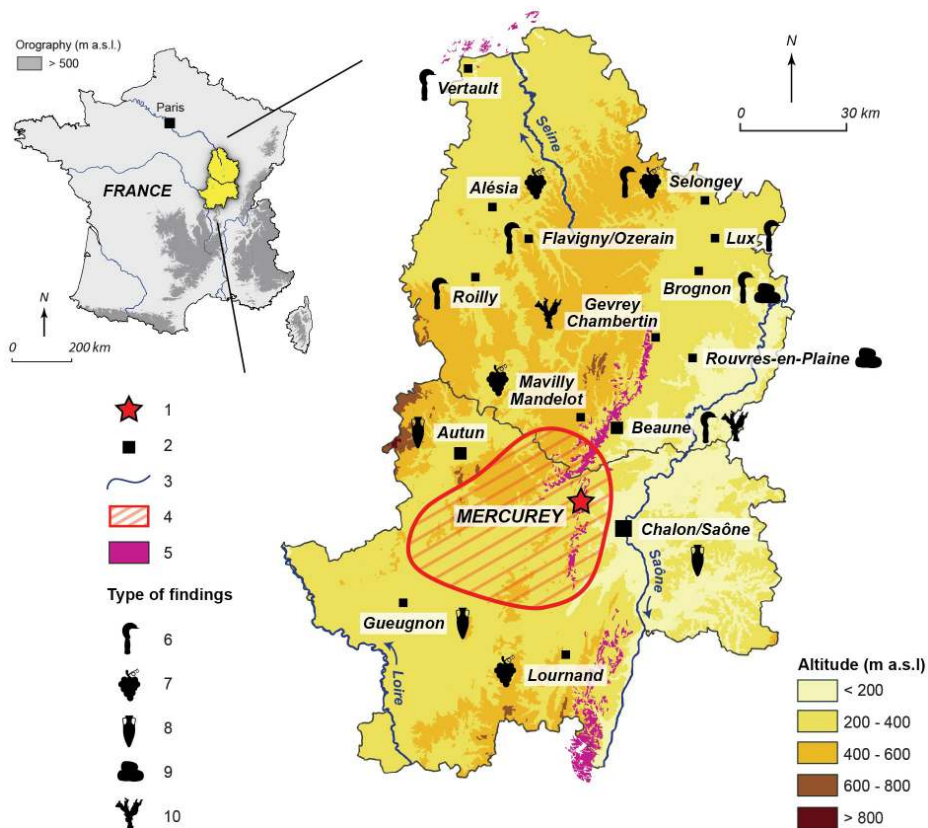 Orography (m a.s.l.)
> 500
Paris
FRANCE
N
0 200 km
1
2
3
4
5
Type of findings
6
7
8
9
10
N
0 30 km
Vertault
Seine
Alésia
Selongey
Flavigny/Ozerain
Lux
Roilly
Brognon
Gevrey
Chambertin
Rouvres-en-Plaine
Mavilly
Mandelot
Beaune
Autun
MERCUREY
Chalon/Saône
Saône
Gueugnon
Loire
Lournand
Altitude (m a.s.l)
< 200
200 - 400
400 - 600
600 - 800
> 800